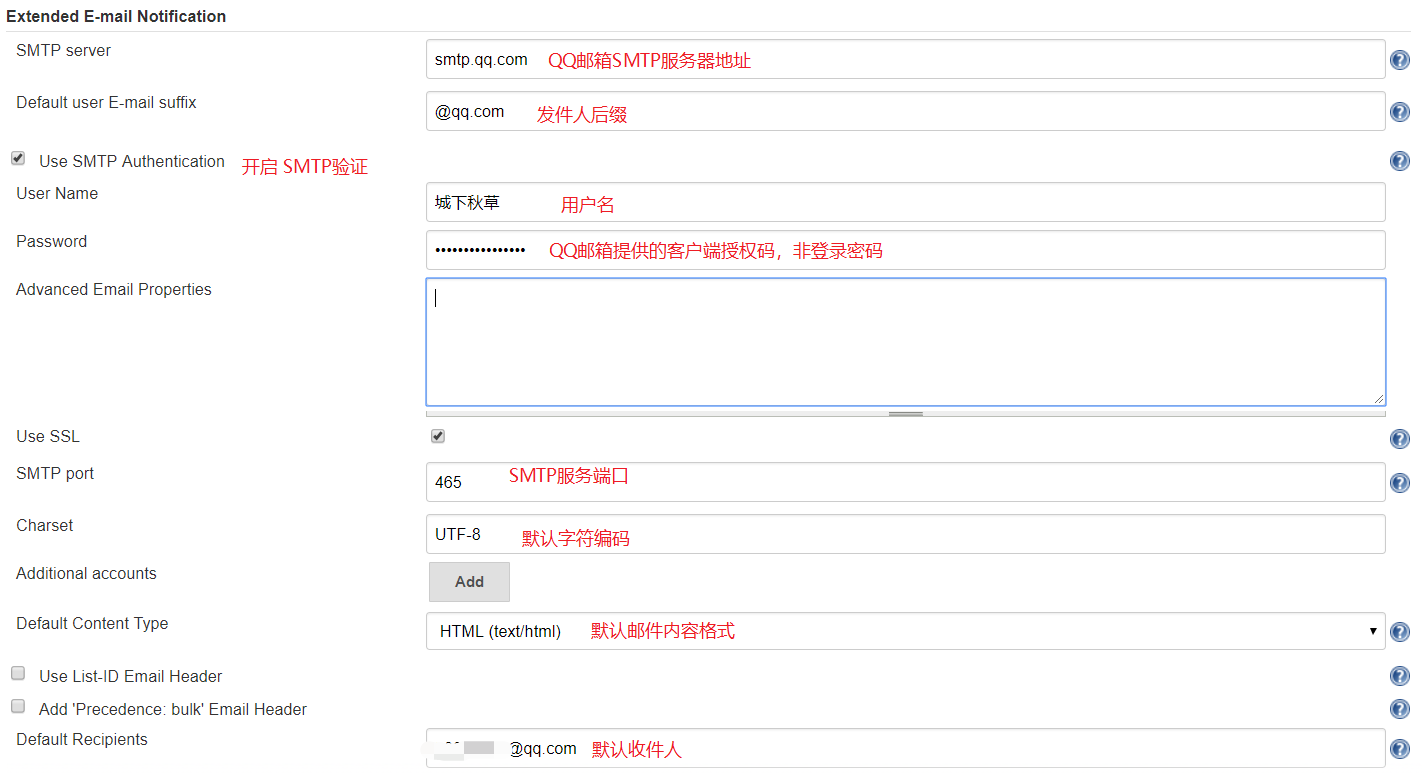 Extended E-mail Notification
SMTP server
smtp.qq.com QQ邮箱SMTP服务器地址
Default user E-mail suffix
@qq.com 发件人后缀
Use SMTP Authentication 开启 SMTP验证
User Name
城下秋草 用户名
Password
•••••••••••••••• QQ邮箱提供的客户端授权码，非登录密码
Advanced Email Properties
Use SSL
SMTP port
465 SMTP服务端口
Charset
UTF-8 默认字符编码
Additional accounts
Add
Default Content Type
HTML (text/html) 默认邮件内容格式
Use List-ID Email Header
Add 'Precedence: bulk' Email Header
Default Recipients
@qq.com 默认收件人